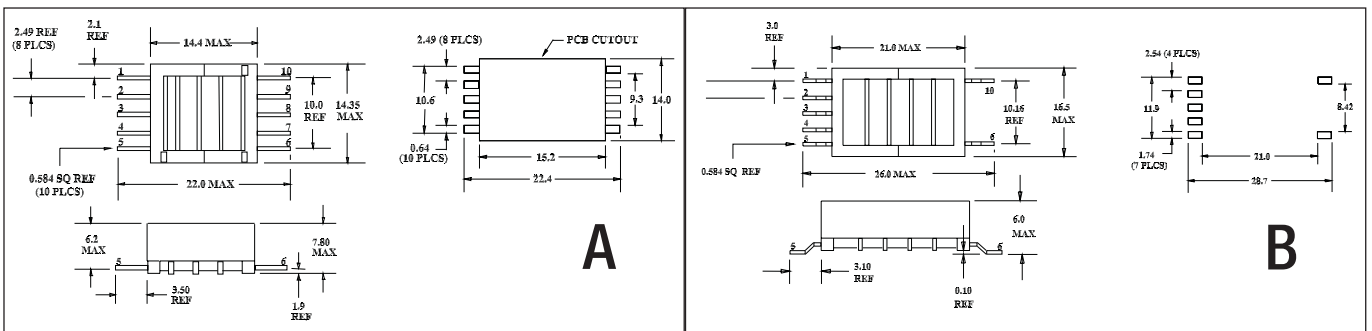 2.1
REF
2.49 REF
(8 PLCS)
14.4 MAX
1
2
3
4
5
10
9
8
7
6
10.0
REF
14.35
MAX
0.584 SQ REF
(10 PLCS)
22.0 MAX
6.2
MAX
7.80
MAX
5
6
3.50
REF
1.9
REF
2.49 (8 PLCS)
PCB CUTOUT
10.6
9.3
14.0
0.64
(10 PLCS)
15.2
22.4
A
3.0
REF
21.0 MAX
1
2
3
4
5
10
6
10.16
REF
16.5
MAX
0.584 SQ REF
26.0 MAX
6.0
MAX
5
6
3.10
REF
0.10
REF
2.54 (4 PLCS)
11.9
8.42
1.74
(7 PLCS)
21.0
28.7
B